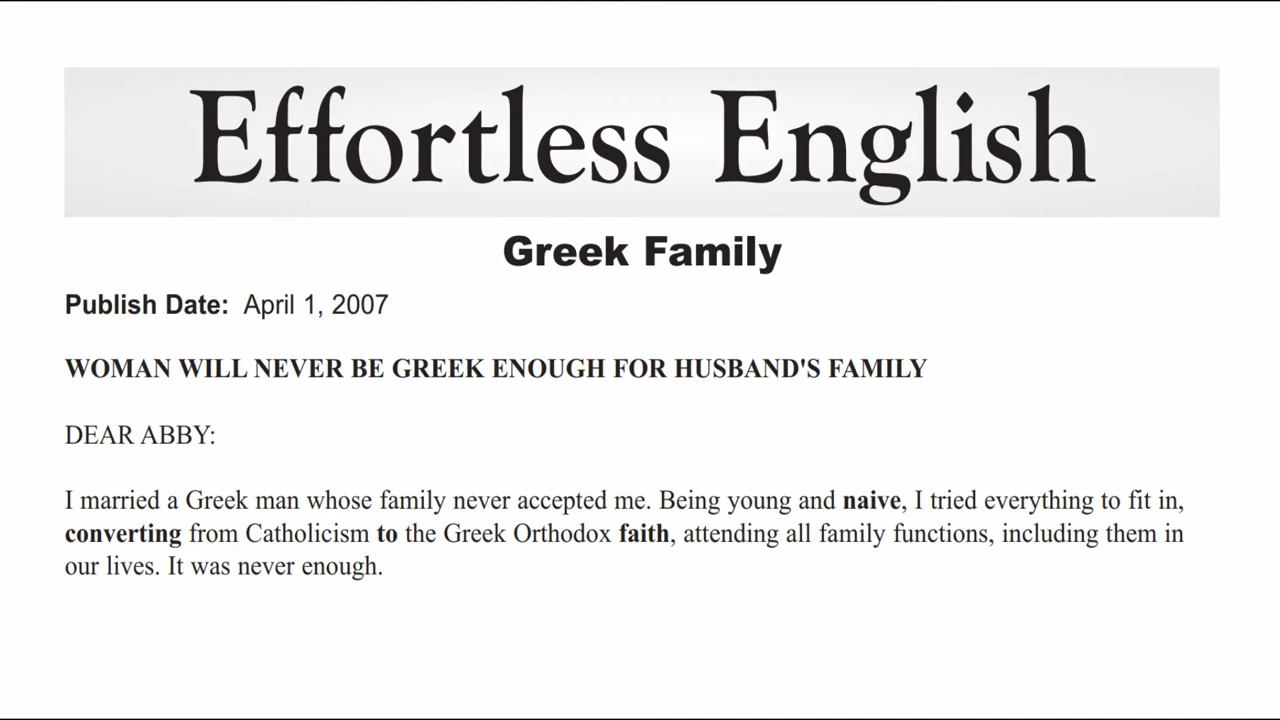 Effortless English
Greek Family
Publish Date: April 1, 2007
WOMAN WILL NEVER BE GREEK ENOUGH FOR HUSBAND'S FAMILY
DEAR ABBY:
I married a Greek man whose family never accepted me. Being young and naive, I tried everything to fit in,
converting from Catholicism to the Greek Orthodox faith, attending all family functions, including them in
our lives. It was never enough.